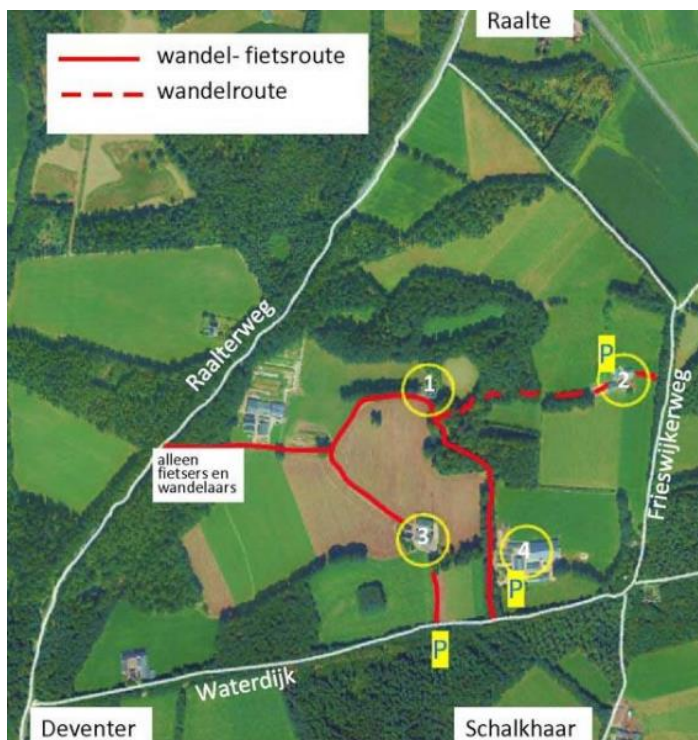 Raalte
wandel- fietsroute
wandelroute
Raalterweg
P
1
2
alleen
fietsers en
wandelaars
Frieswijkerweg
3
4
P
P
Waterdijk
Deventer
Schalkhaar